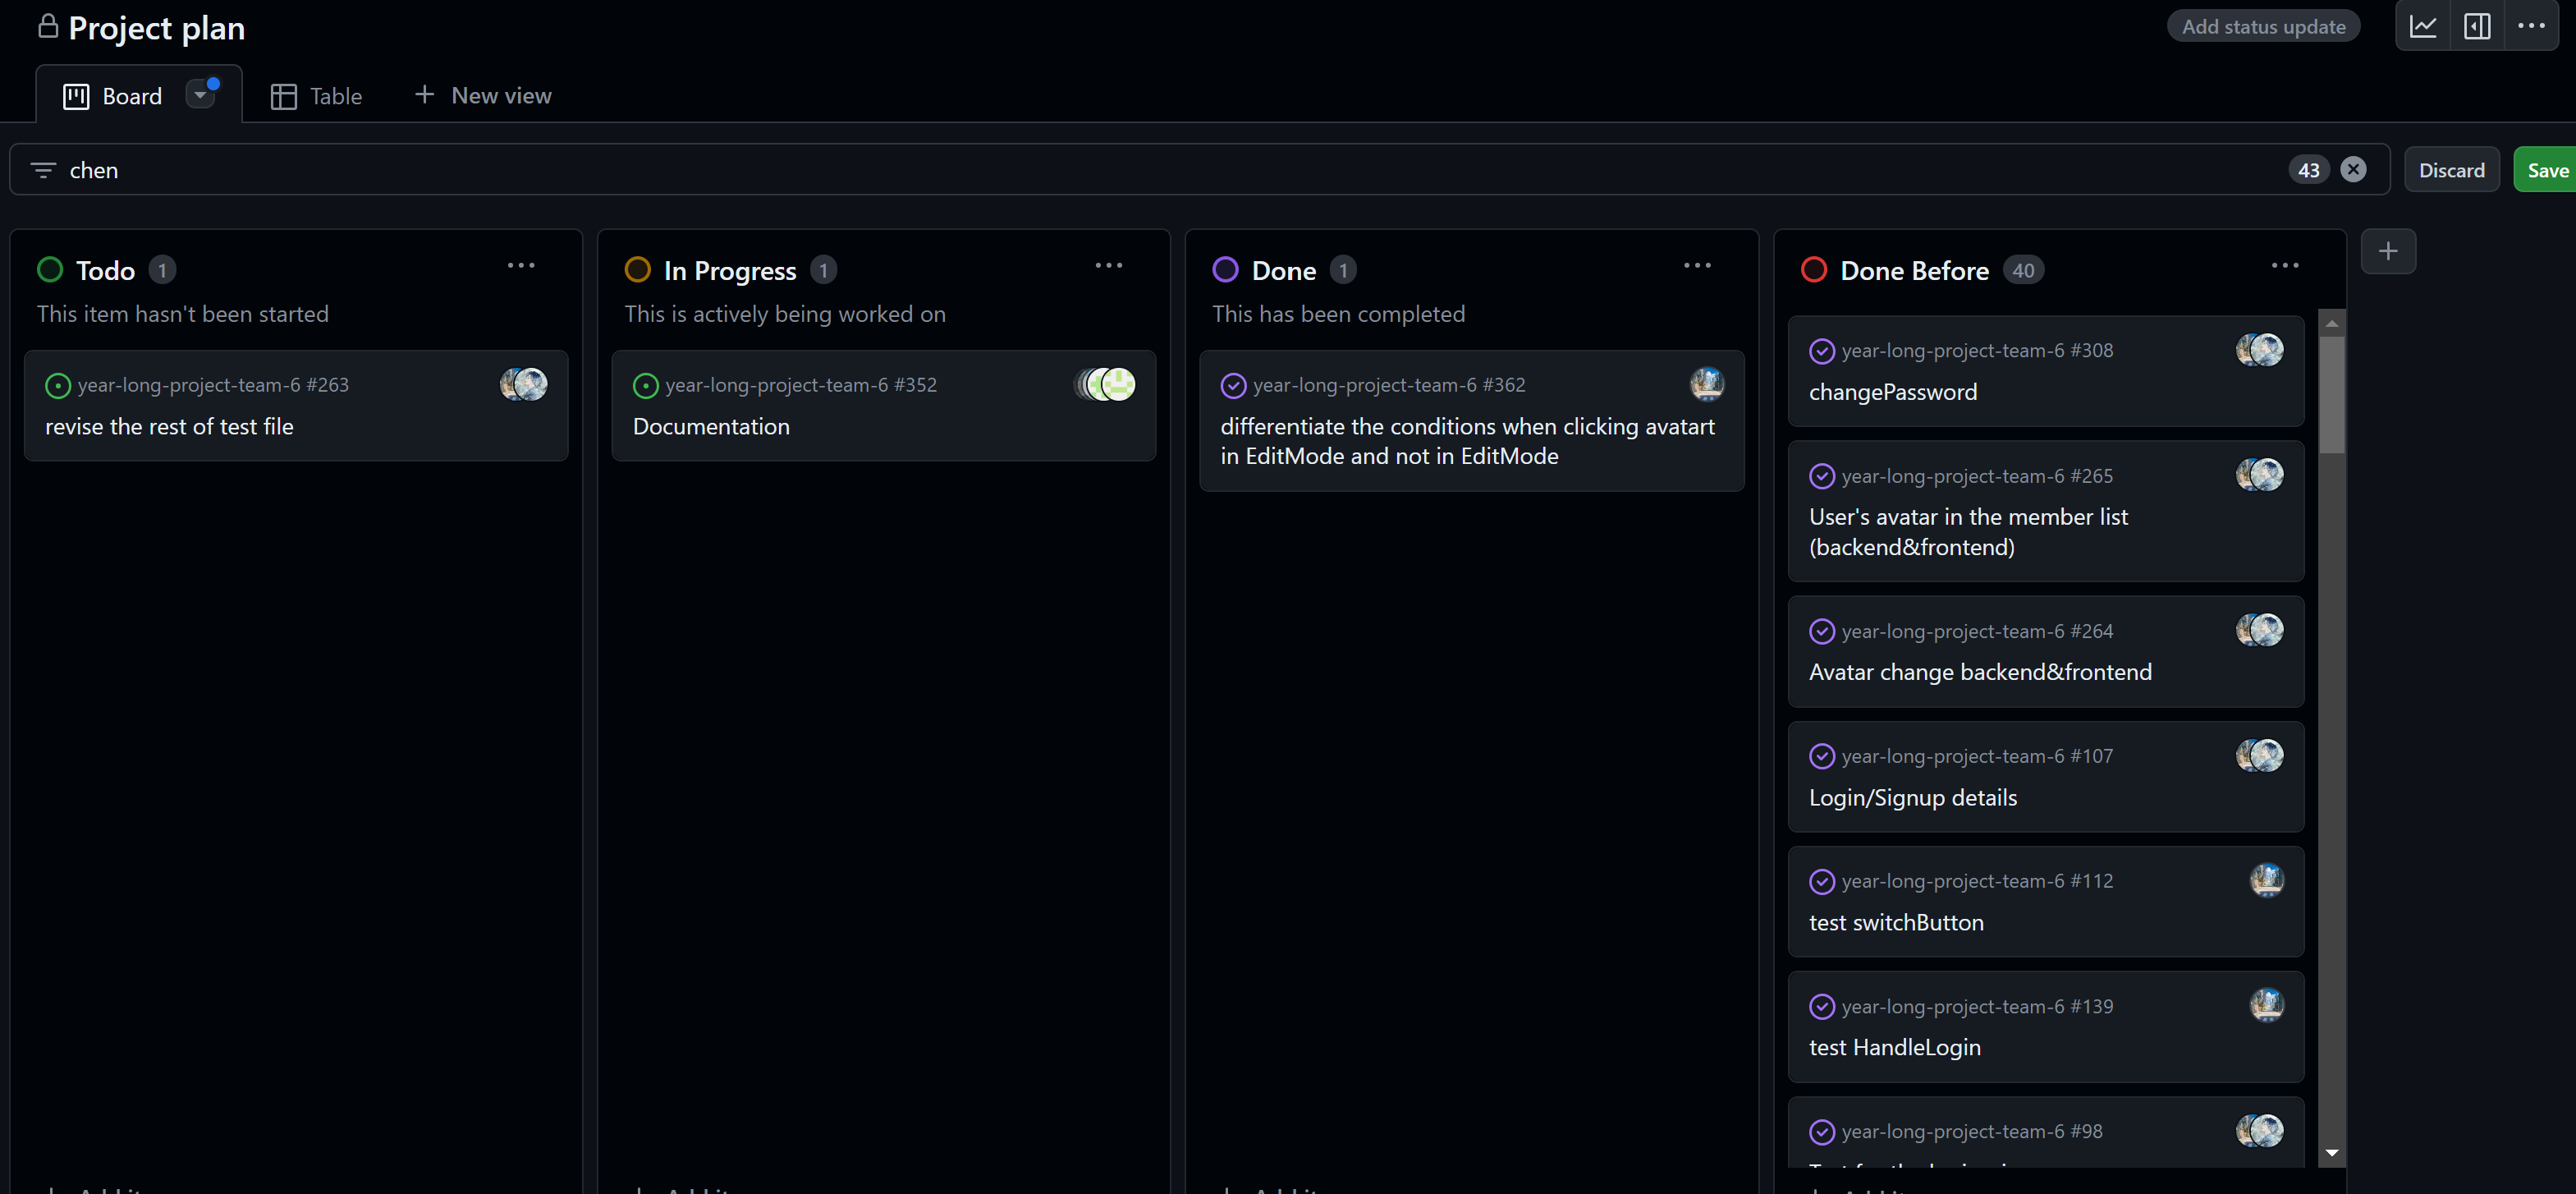 Project plan
Add status update
Board
Table
New view
chen
43
Discard
Save
Todo 1
This item hasn't been started
year-long-project-team-6 #263
revise the rest of test file
In Progress 1
This is actively being worked on
year-long-project-team-6 #352
Documentation
Done 1
This has been completed
year-long-project-team-6 #362
differentiate the conditions when clicking avatart
in EditMode and not in EditMode
Done Before 40
year-long-project-team-6 #308
changePassword
year-long-project-team-6 #265
User's avatar in the member list
(backend&frontend)
year-long-project-team-6 #264
Avatar change backend&frontend
year-long-project-team-6 #107
Login/Signup details
year-long-project-team-6 #112
test switchButton
year-long-project-team-6 #139
test HandleLogin
year-long-project-team-6 #98